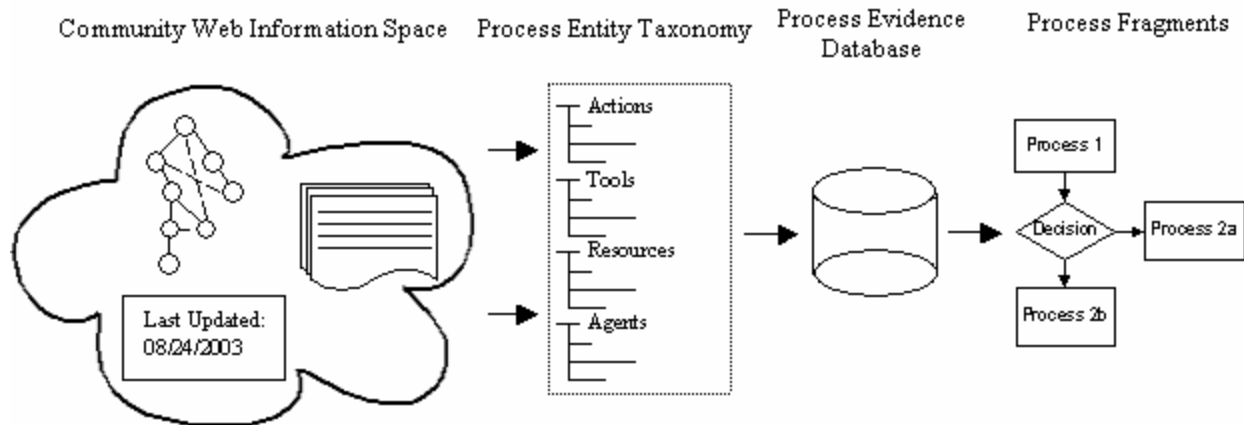 Community Web Information Space
Process Entity Taxonomy
Process Evidence
Database
Process Fragments
Last Updated:
08/24/2003
Actions
Tools
Resources
Agents
Process 1
Decision
Process 2a
Process 2b